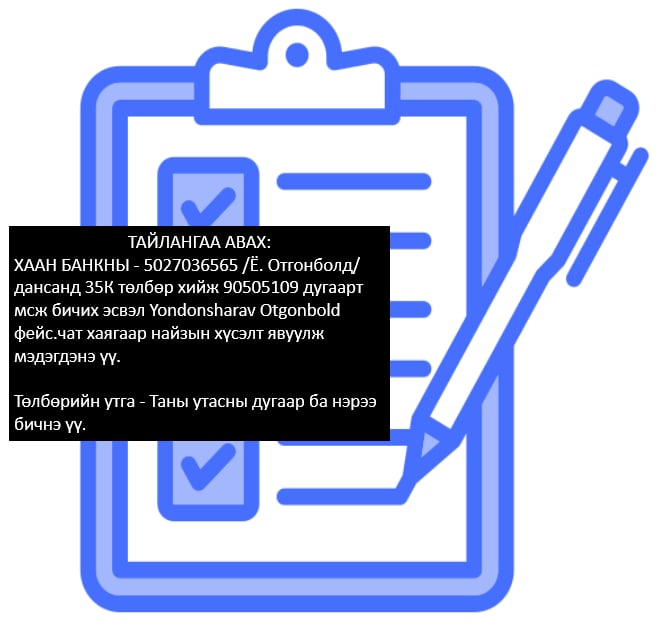 ТАЙЛАНГАА АВАХ:
ХААН БАНКНЫ - 5027036565 /Ё. Отгонболд/
дансанд 35К төлбөр хийж 90505109 дугаарт
мсж бичих эсвэл Yondonsharav Otgonbold
фейс.чат хаягаар найзын хүсэлт явуулж
мэдэгдэнэ үү.
Төлбөрийн утга - Таны утасны дугаар ба нэрээ
бичнэ үү.